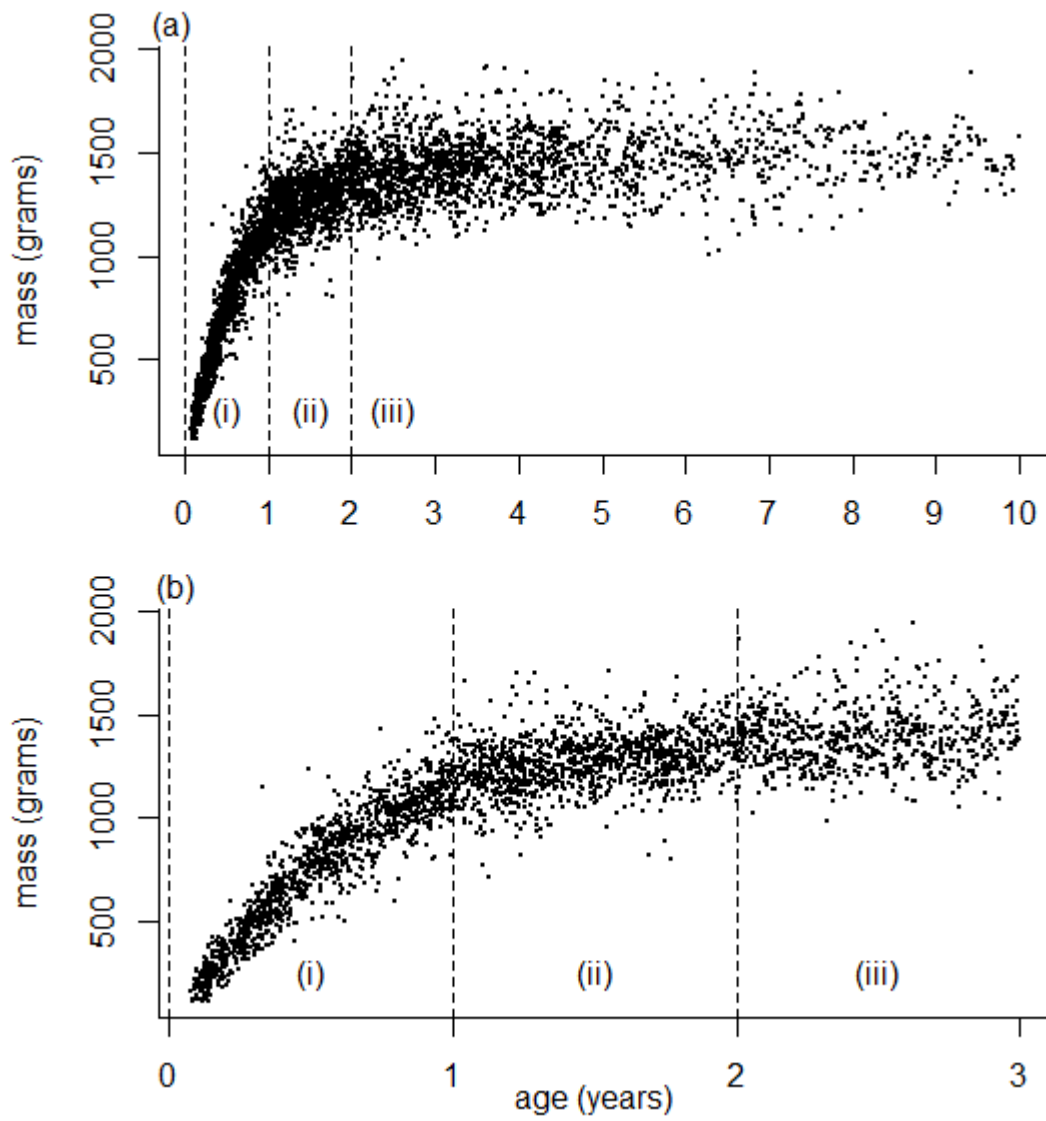 (a)
mass (grams)
2000
1500
1000
500
(i) (ii) (iii)
0 1 2 3 4 5 6 7 8 9 10
(b)
mass (grams)
2000
1500
1000
500
(i) (ii) (iii)
0 1 2 3
age (years)